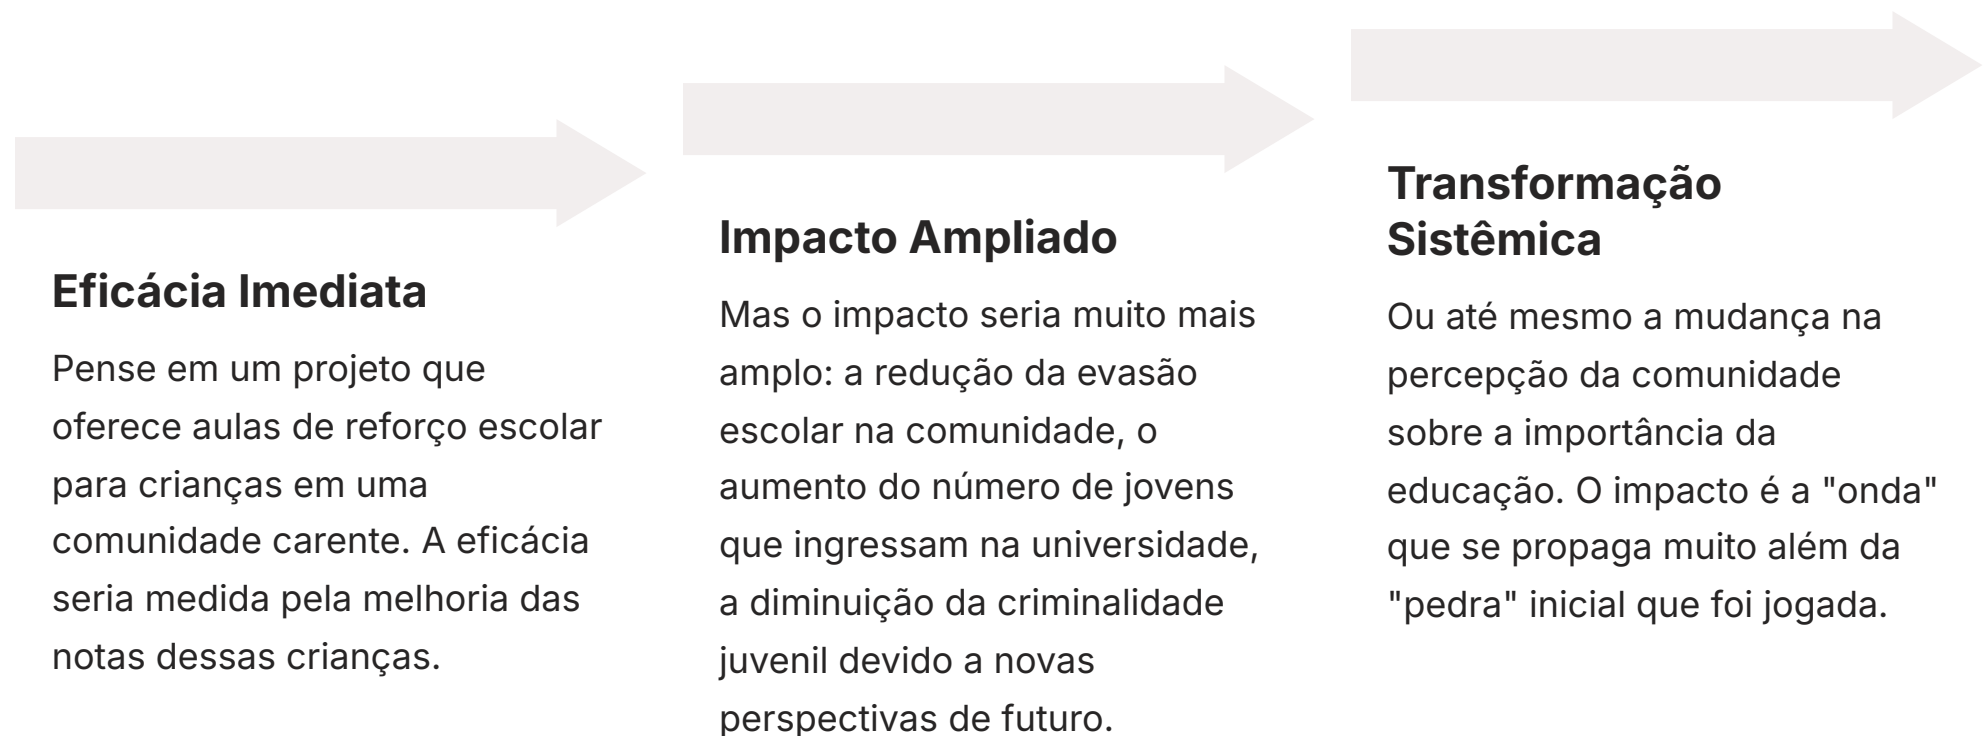 Eficácia Imediata
Pense em um projeto que
oferece aulas de reforço escolar
para crianças em uma
comunidade carente. A eficácia
seria medida pela melhoria das
notas dessas crianças.
Impacto Ampliado
Mas o impacto seria muito mais
amplo: a redução da evasão
escolar na comunidade, o
aumento do número de jovens
que ingressam na universidade,
a diminuição da criminalidade
juvenil devido a novas
perspectivas de futuro.
Transformação
Sistêmica
Ou até mesmo a mudança na
percepção da comunidade
sobre a importância da
educação. O impacto é a "onda"
que se propaga muito além da
"pedra" inicial que foi jogada.